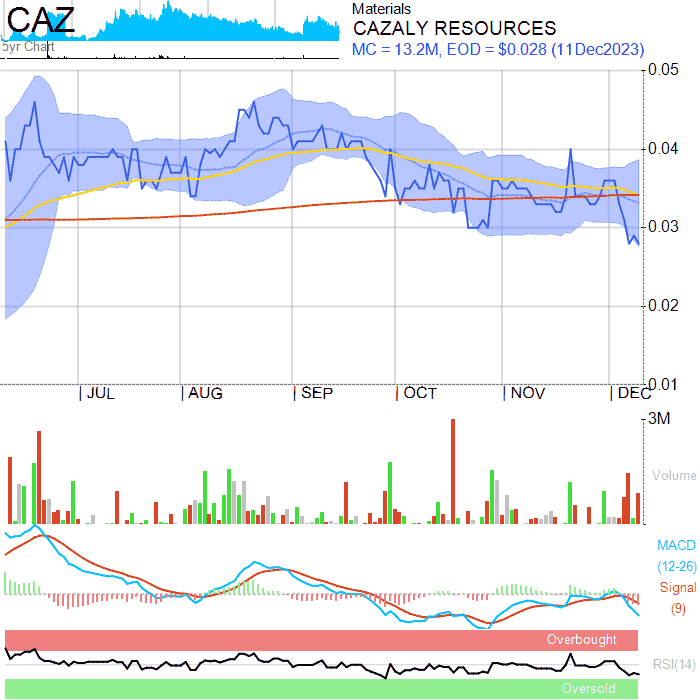 CAZ
5yr Chart
Materials
CAZALY RESOURCES
MC = 13.2M, EOD = $0.028 (11Dec2023)
0.05
0.04
0.03
0.02
0.01
JUL AUG SEP OCT NOV DEC
3M
Volume
MACD
(12-26)
Signal
(9)
Overbought
RSI(14)
Oversold